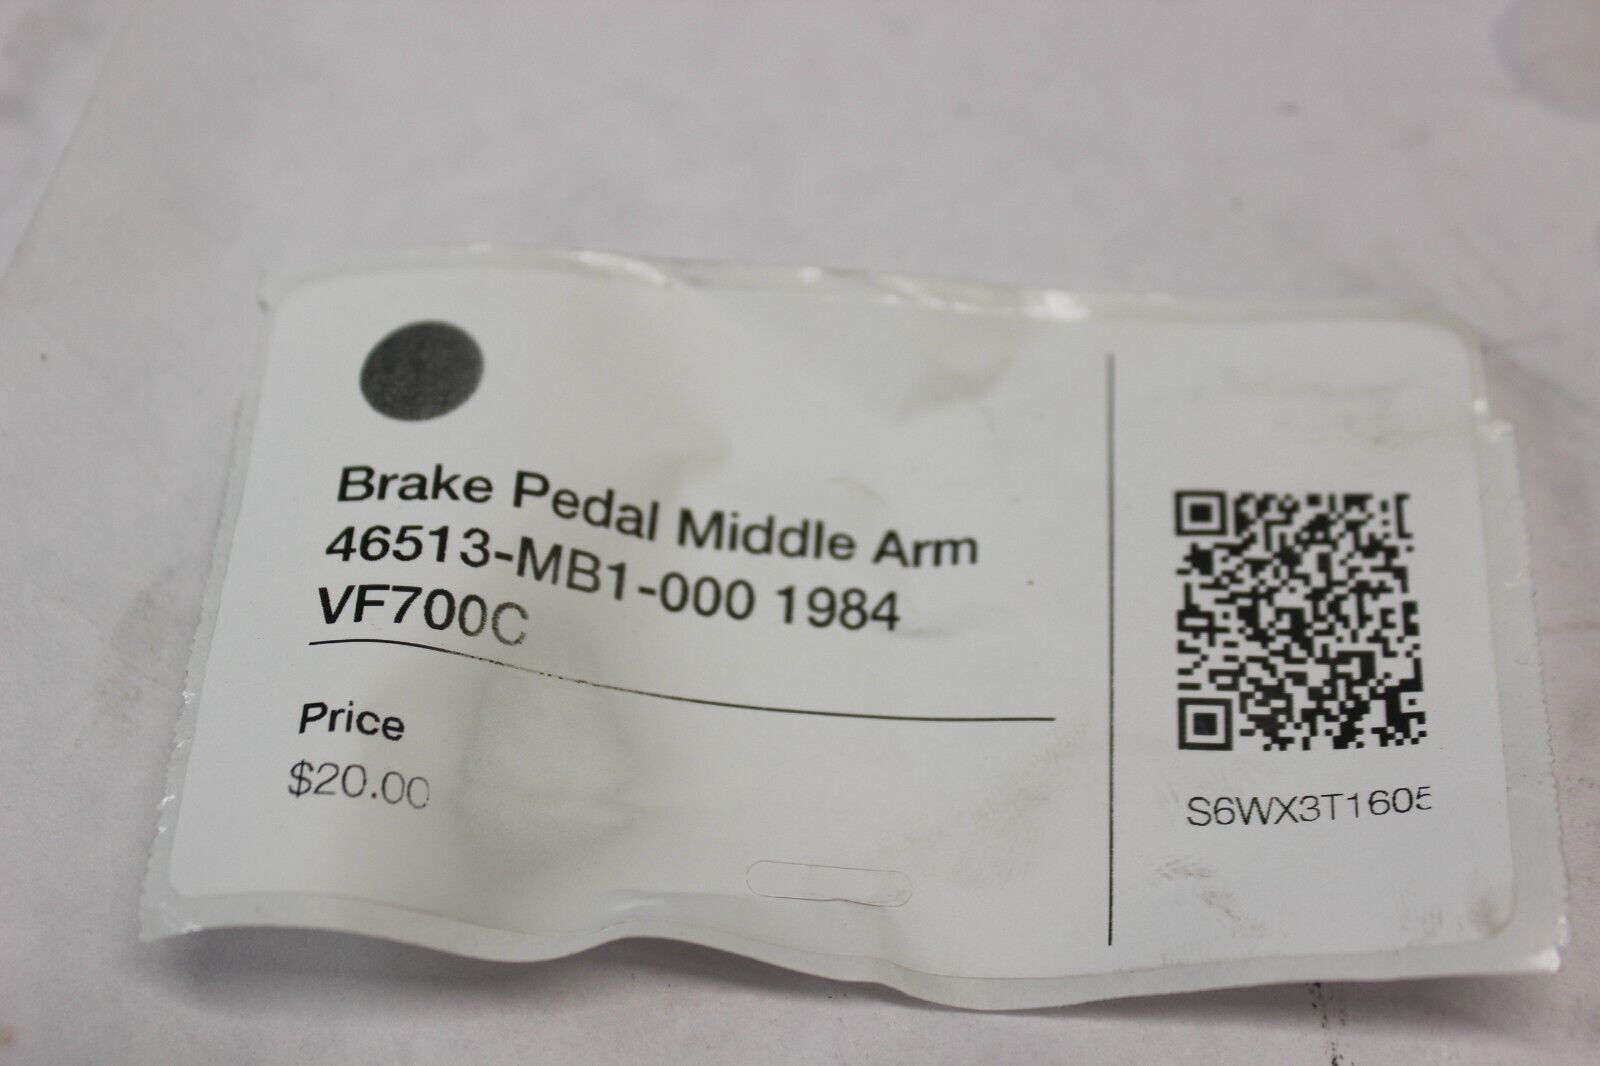 Brake Pedal Middle Arm
46513-MB1-000 1984
VF700C
Price
$20.00
S6WX3T1605